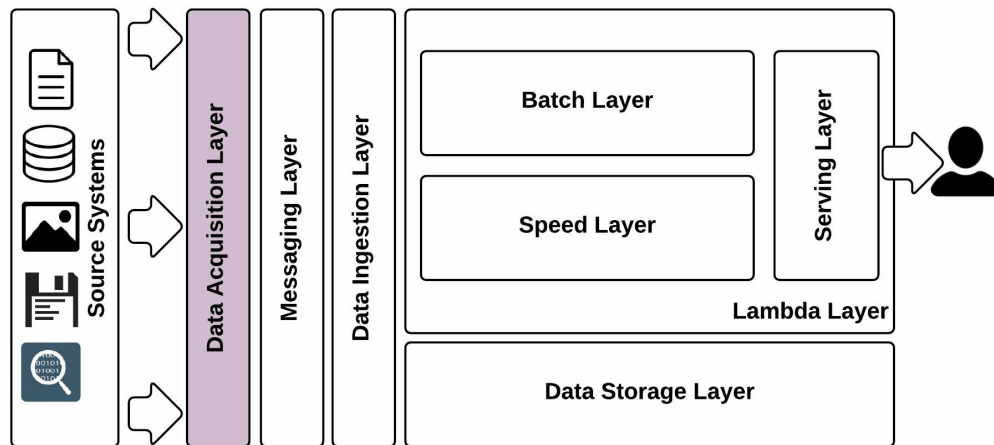 Source Systems
Data Acquisition Layer
Messaging Layer
Data Ingestion Layer
Batch Layer
Speed Layer
Serving Layer
Lambda Layer
Data Storage Layer